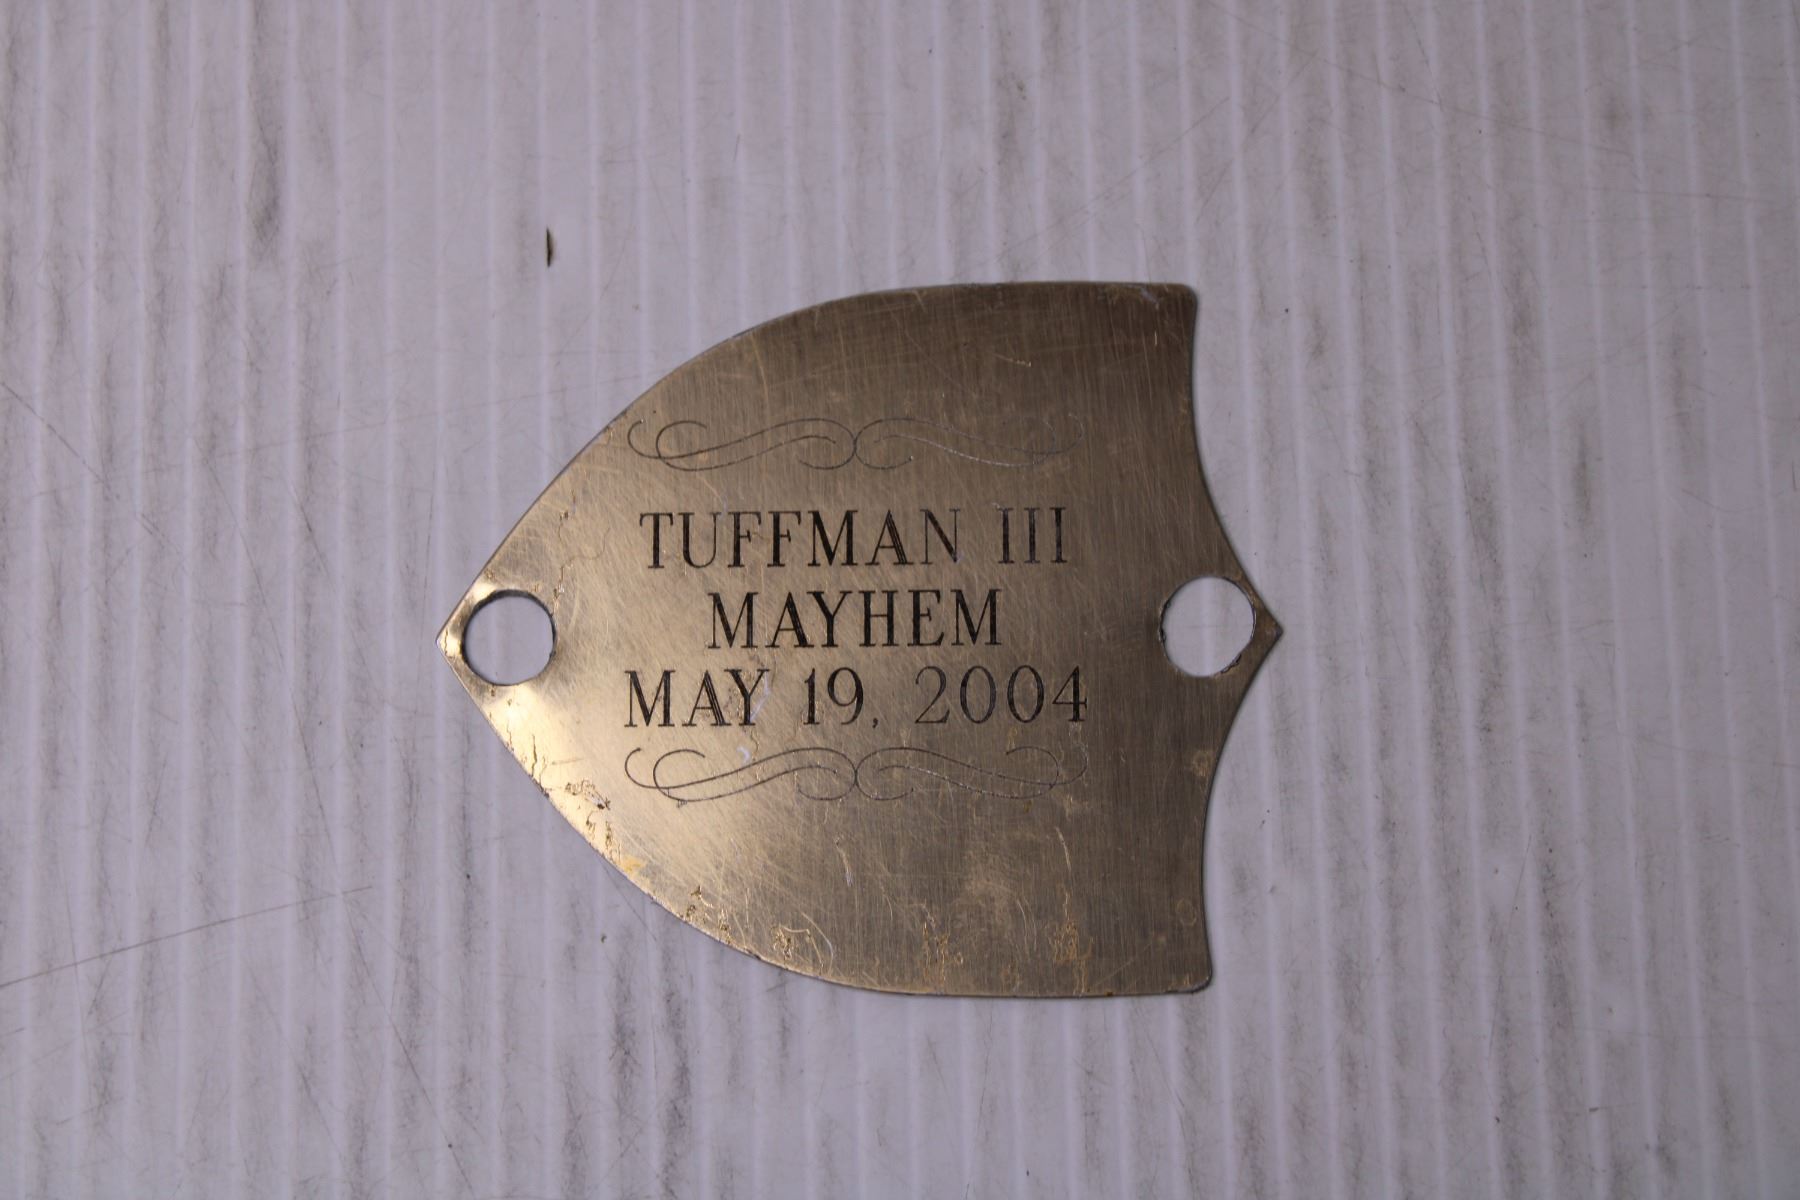 TUFFMAN III
MAYHEM
MAY 19, 2004